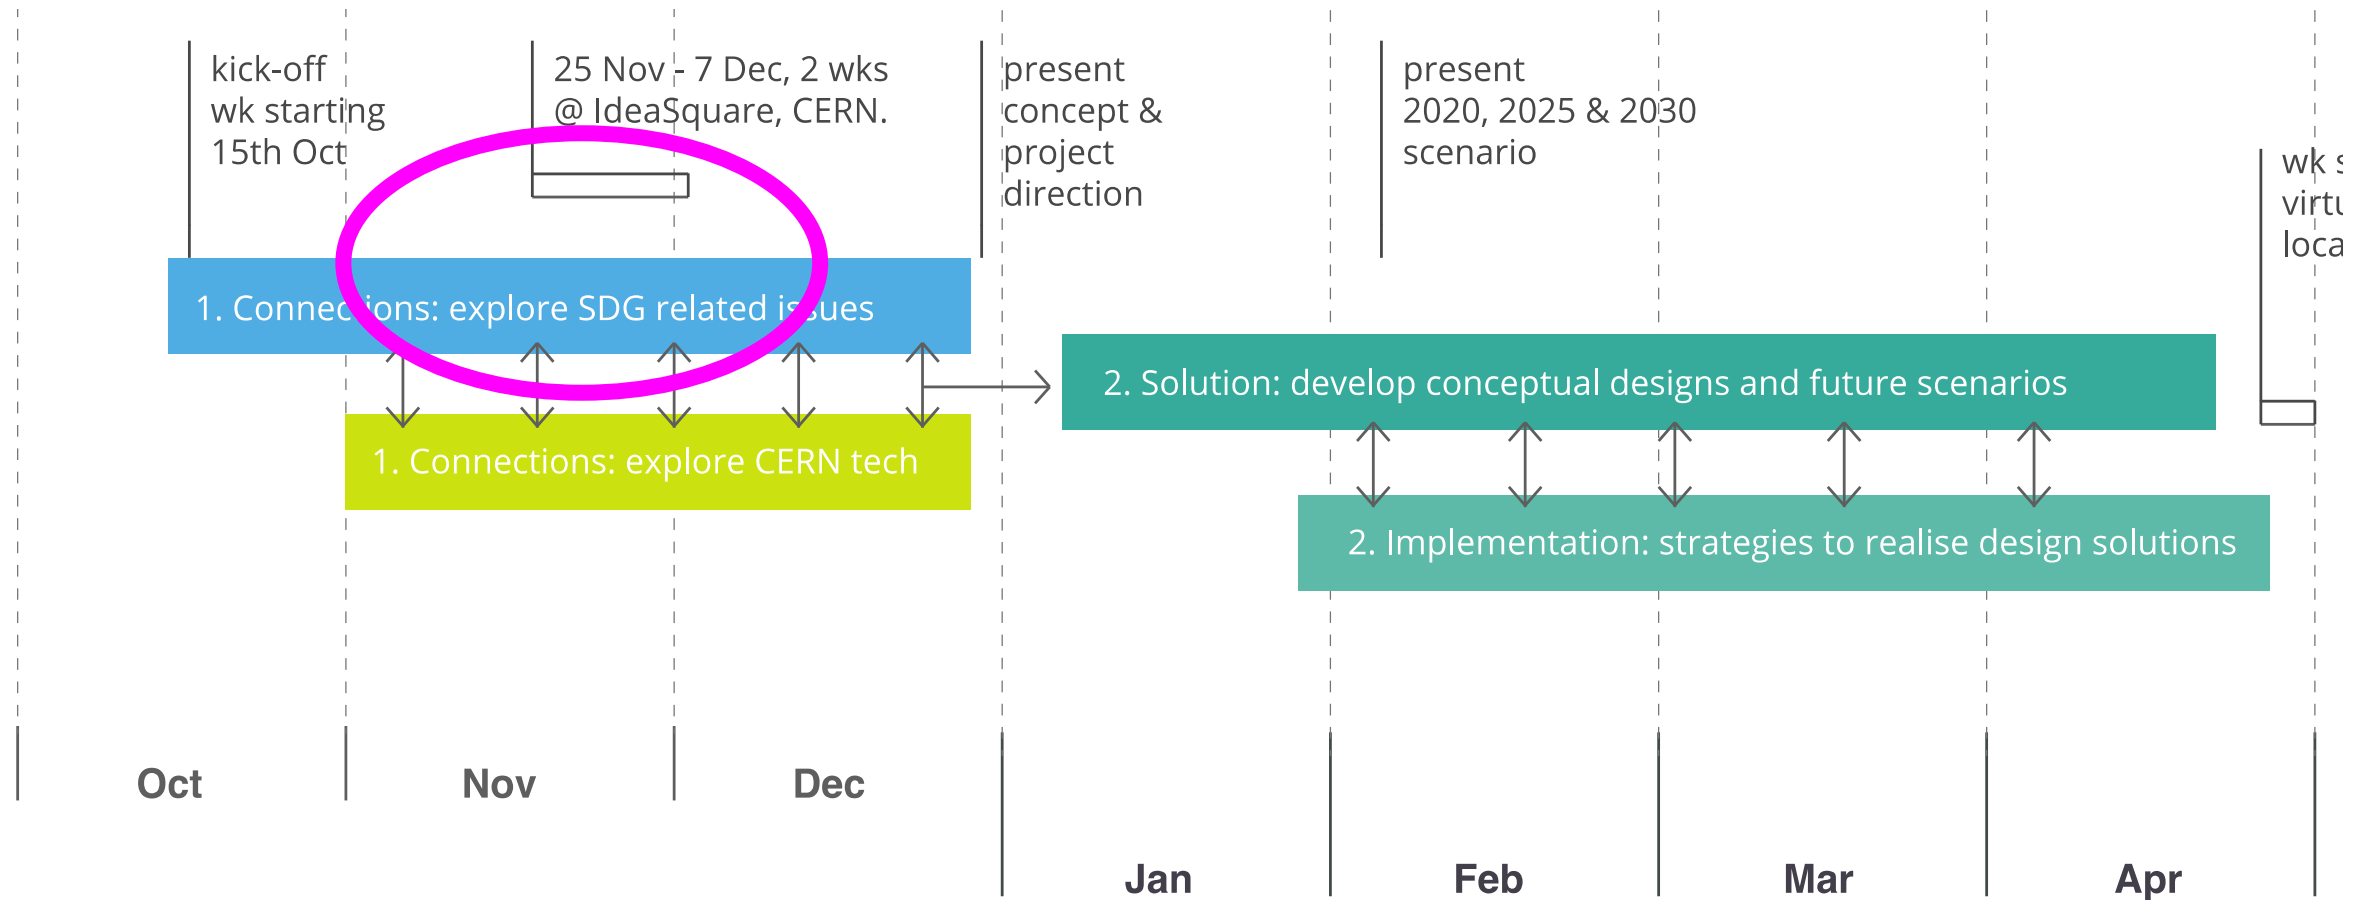 kick-off
wk starting
15th Oct
25 Nov - 7 Dec, 2 wks
@ IdeaSquare, CERN.
present
concept &
project
direction
present
2020, 2025 & 2030
scenario
wk
1. Connections: explore SDG related issues
2. Solution: develop conceptual designs and future scenarios
1. Connections: explore CERN tech
2. Implementation: strategies to realise design solutions
Oct
Nov
Dec
Jan
Feb
Mar
Apr